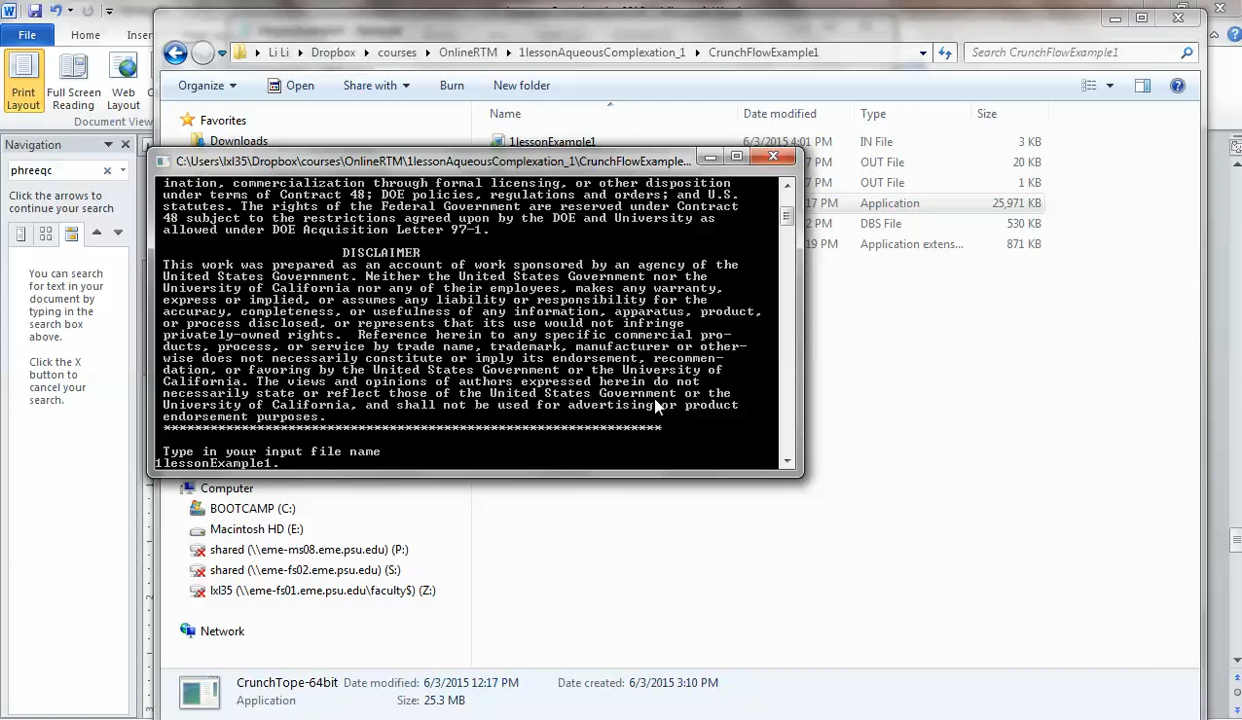 File
Home
Inser
Print
Layout
Full Screen
Reading
Web
Layout
Document View
Navigation
phreeqc
Click the arrows to
continue your search
You can search
for text in your
document by
typing in the
search box
above.
Click the X
button to
cancel your
search.
Li Li
Dropbox
courses
OnlineRTM
1lessonAqueousComplexation_1
CrunchFlowExample1
Search CrunchFlowExample1
Organize
Open
Share with
Burn
New folder
Favorites
Downloads
Name
Date modified
Type
Size
1lessonExample1
6/3/2015 4:01 PM
IN File
3 KB
PM
OUT File
20 KB
PM
OUT File
1 KB
17 PM
Application
25,971 KB
PM
DBS File
530 KB
19 PM
Application extens...
871 KB
C:\Users\lxl35\Dropbox\courses\OnlineRTM\1lessonAqueousComplexation_1\CrunchFlowExample...
ination, commercialization through formal licensing, or other disposition
under terms of Contract 48; DOE policies, regulations and orders; and U.S.
statutes. The rights of the Federal Government are reserved under Contract
48 subject to the restrictions agreed upon by the DOE and University as
allowed under DOE Acquisition Letter 97-1.
DISCLAIMER
This work was prepared as an account of work sponsored by an agency of the
United States Government. Neither the United States Government nor the
University of California nor any of their employees, makes any warranty,
express or implied, or assumes any liability or responsibility for the
accuracy, completeness, or usefulness of any information, apparatus, product,
or process disclosed, or represents that its use would not infringe
privately-owned rights.  Reference herein to any specific commercial pro-
ducts, process, or service by trade name, trademark, manufacturer or other-
wise does not necessarily constitute or imply its endorsement, recommen-
dation, or favoring by the United States Government or the University of
California. The views and opinions of authors expressed herein do not
necessarily state or reflect those of the United States Government or the
University of California, and shall not be used for advertising or product
endorsement purposes.
****************************************************************
Type in your input file name
1lessonExample1.
Computer
BOOTCAMP (C:)
Macintosh HD (E:)
shared (\\eme-ms08.eme.psu.edu) (P:)
shared (\\eme-fs02.eme.psu.edu) (S:)
lxl35 (\\eme-fs01.eme.psu.edu\faculty$) (Z:)
Network
CrunchTope-64bit
Date modified: 6/3/2015 12:17 PM
Date created: 6/3/2015 3:10 PM
Application
Size: 25.3 MB